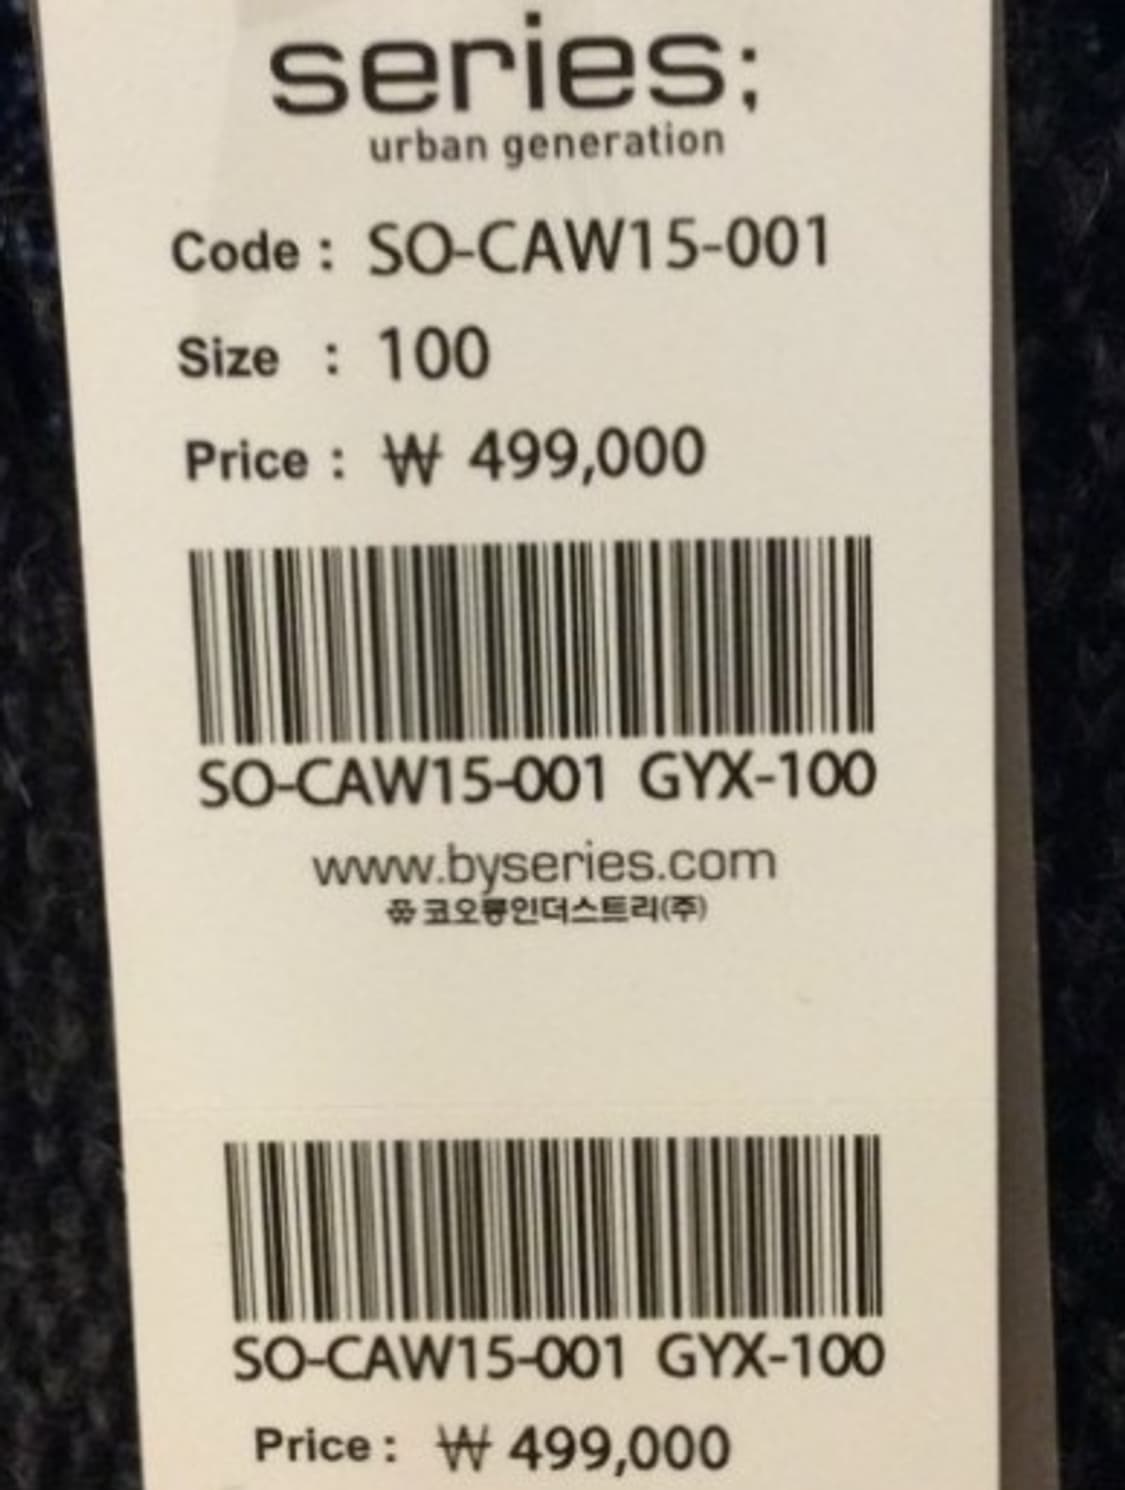 series;
urban generation
Code : SO-CAW15-001
Size : 100
Price : ₩ 499,000
SO-CAW15-001 GYX-100
www.byseries.com
코오롱인더스트리(주)
SO-CAW15-001 GYX-100
Price : ₩ 499,000